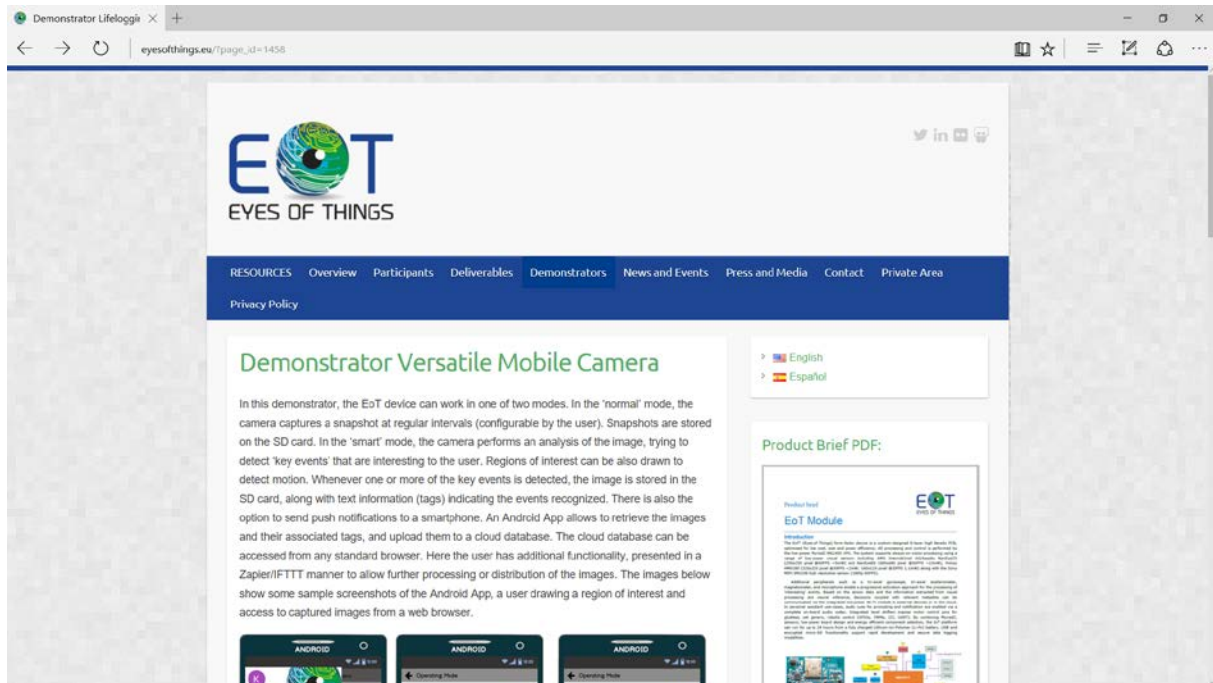 Demonstrator Lifeloggin
eyesofthings.eu/?page_id=1458
EOT
EYES OF THINGS
in
RESOURCES Overview Participants Deliverables Demonstrators News and Events Press and Media Contact Private Area
Privacy Policy
Demonstrator Versatile Mobile Camera
In this demonstrator, the EoT device can work in one of two modes. In the 'normal' mode, the
camera captures a snapshot at regular intervals (configurable by the user). Snapshots are stored
on the SD card. In the 'smart' mode, the camera performs an analysis of the image, trying to
detect 'key events' that are interesting to the user. Regions of interest can be also drawn to
detect motion. Whenever one or more of the key events is detected, the image is stored in the
SD card, along with text information (tags) indicating the events recognized. There is also the
option to send push notifications to a smartphone. An Android App allows to retrieve the images
and their associated tags, and upload them to a cloud database. The cloud database can be
accessed from any standard browser. Here the user has additional functionality, presented in a
Zapier/IFTTT manner to allow further processing or distribution of the images. The images below
show some sample screenshots of the Android App, a user drawing a region of interest and
access to captured images from a web browser.
ANDROID
K
ANDROID
Operating Mode
ANDROID
Operating Mode
English
Español
Product Brief PDF:
Product brief
EOT
EYES OF THINGS
EoT Module
Introduction